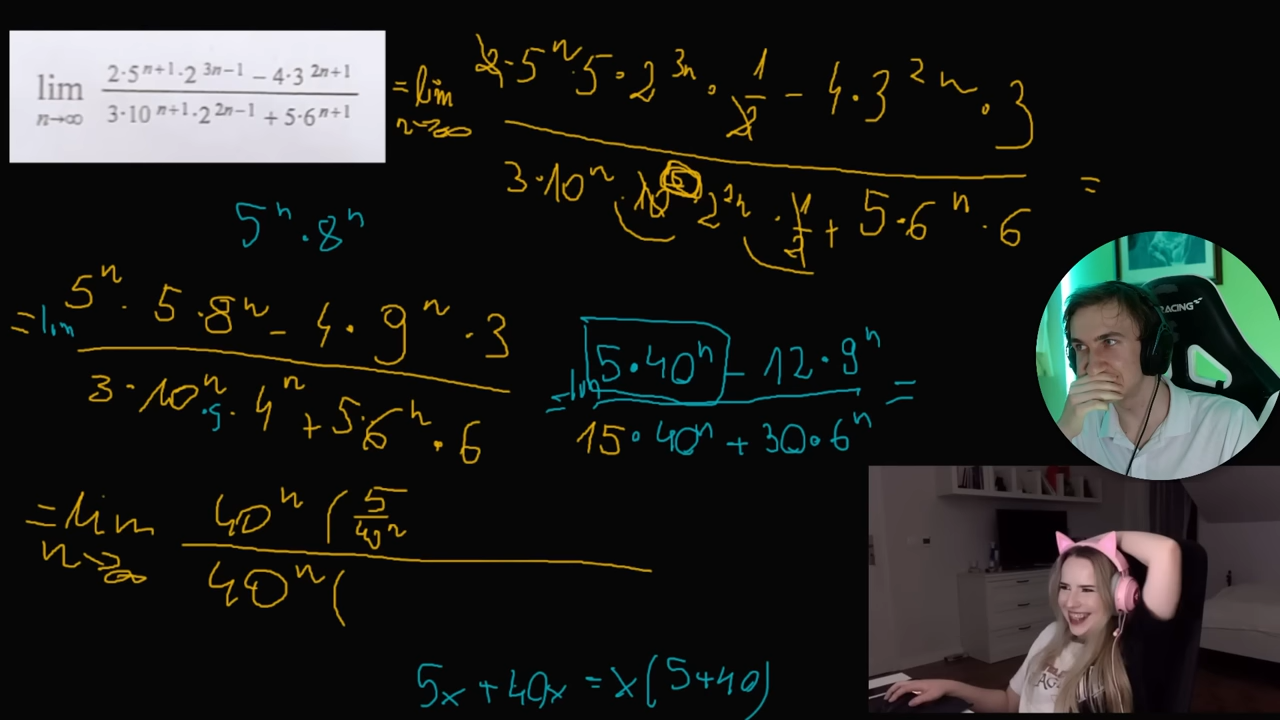 lim n→∞ (2·5^{n+1}·2^{3n-1} − 4·3^{2n+1}) / (3·10^{n+1}·2^{2n-1} + 5·6^{n+1})
= lim n→∞ (2·5^n·5·2^{3n}·1/2 − 4·3^{2n}·3) / (3·10^n·10·2^{2n}·1/2 + 5·6^n·6) =
5^n·8^n
= lim (5^n·5·8^n − 4·9^n·3) / (3·10^n·5·4^n + 5·6^n·6)
= lim (5·40^n − 12·9^n) / (15·40^n + 30·6^n) =
= lim n→∞ 40^n (5/40^n / 40^n (
5x + 40x = x(5+40)
RACING